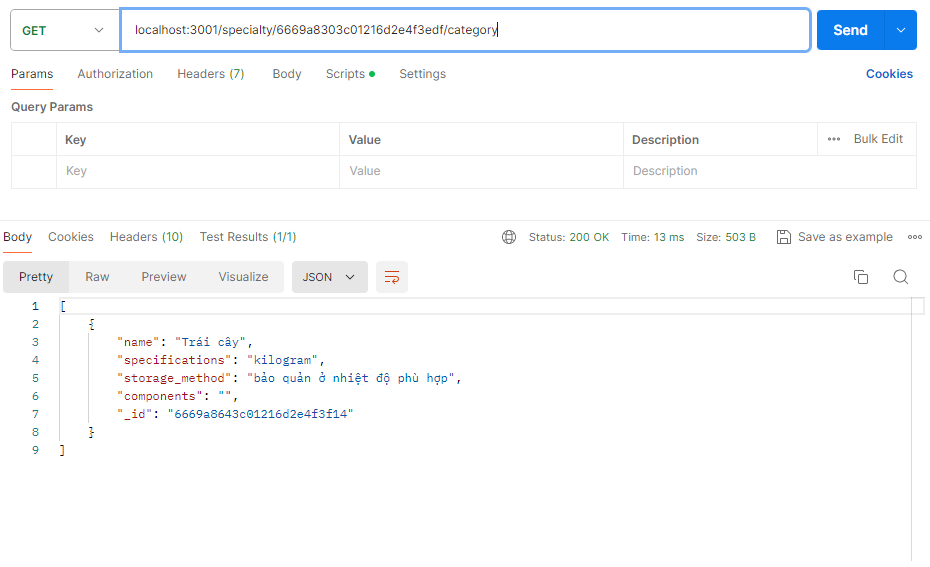 GET localhost:3001/specialty/6669a8303c01216d2e4f3edf/category Send
Params Authorization Headers (7) Body Scripts Settings Cookies
Query Params
Key Value Description ••• Bulk Edit
Key Value Description
Body Cookies Headers (10) Test Results (1/1) Status: 200 OK Time: 13 ms Size: 503 B Save as example
Pretty Raw Preview Visualize JSON
1 [
2 {
3 "name": "Trái cây",
4 "specifications": "kilogram",
5 "storage_method": "bảo quản ở nhiệt độ phù hợp",
6 "components": "",
7 "_id": "6669a8643c01216d2e4f3f14"
8 }
9 ]